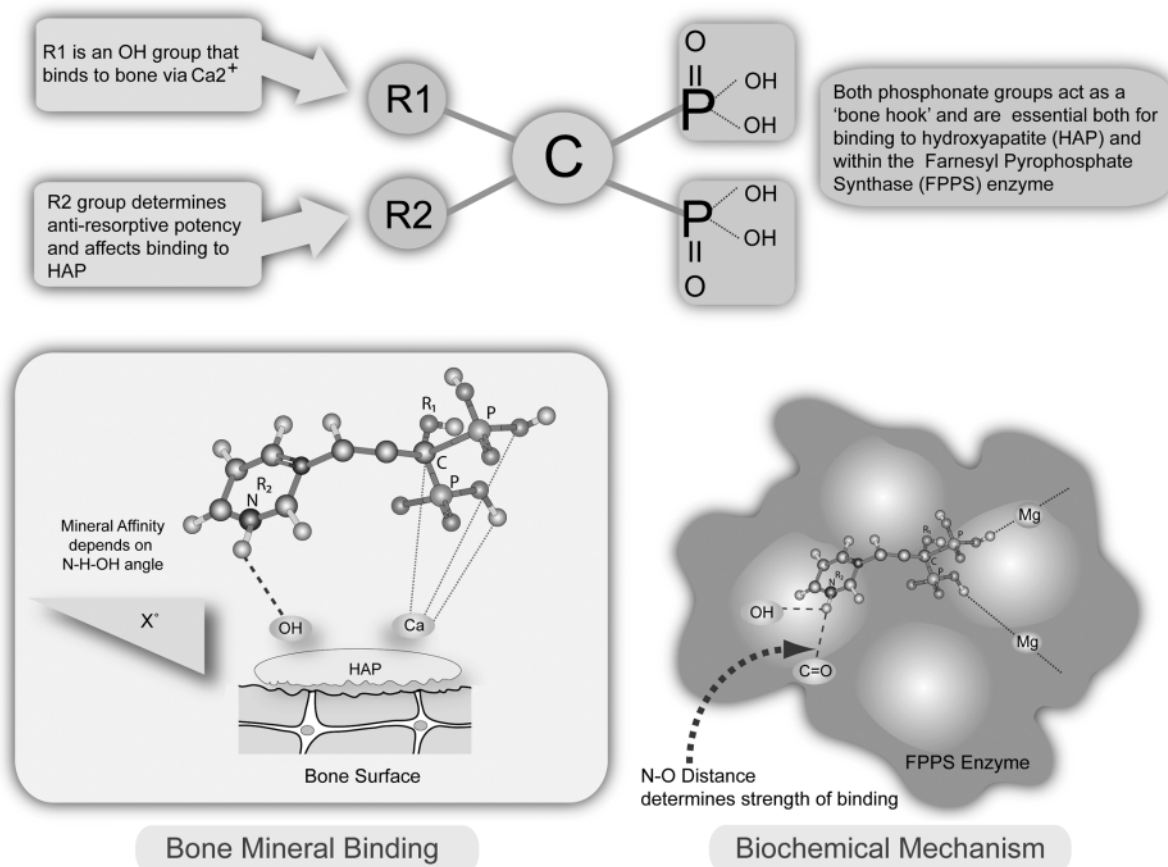 R1 is an OH group that
binds to bone via Ca2+
R1
R2 group determines
anti-resorptive potency
and affects binding to
HAP
R2
C
O
P
OH
OH
P
OH
OH
O
Both phosphonate groups act as a
‘bone hook’ and are essential both for
binding to hydroxyapatite (HAP) and
within the Farnesyl Pyrophosphate
Synthase (FPPS) enzyme
R1
P
C
P
R2
N
Mineral Affinity
depends on
N-H-OH angle
X°
OH
Ca
HAP
Bone Surface
Bone Mineral Binding
Mg
R1
P
C
P
R2
N
OH
C=O
Mg
FPPS Enzyme
N-O Distance
determines strength of binding
Biochemical Mechanism